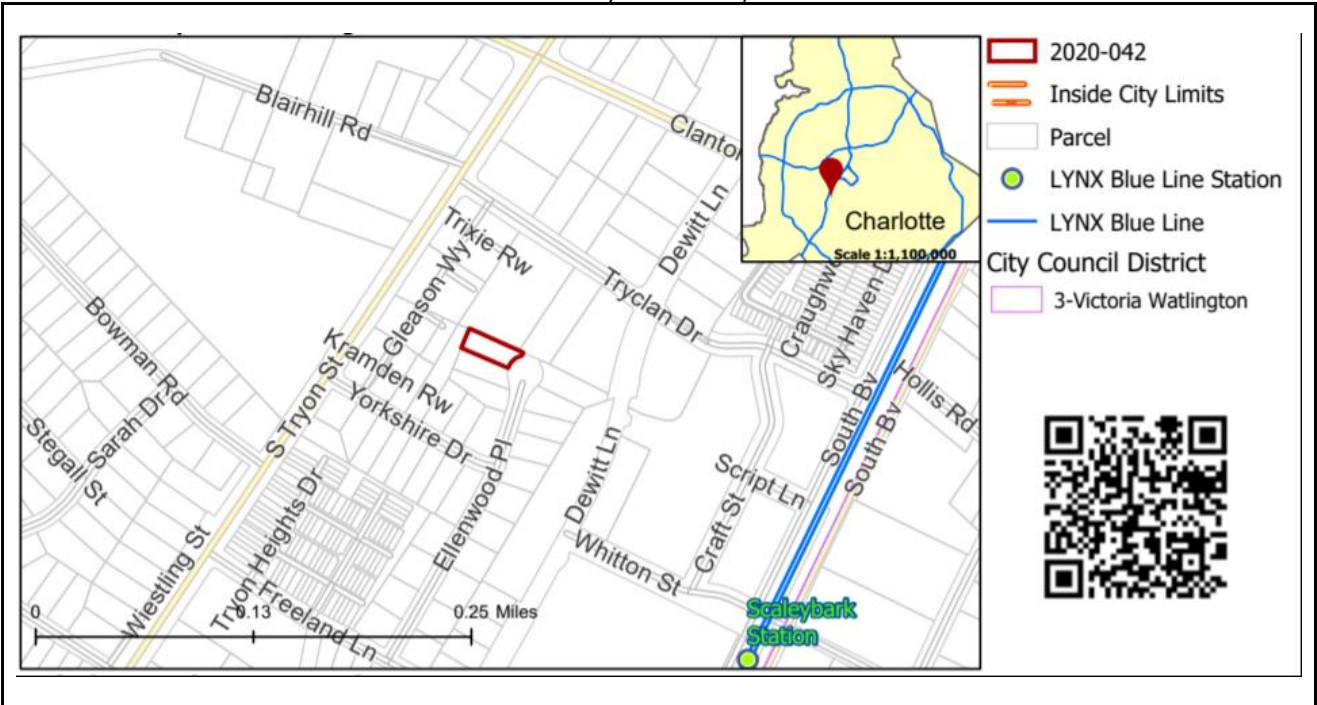 Blairhill Rd
Clanton
Trixie Rw
Gleason Wy
Dewitt Ln
Tryclan Dr
Bowman Rd
Kramden Rw
S Tryon St
Yorkshire Dr
Sarah Dr
Stegall St
Ellenwood Pl
Dewitt Ln
Tryon Heights Dr
Wiestling St
Freeland Ln
Whitton St
Craft St
Script Ln
South Bv
South Bv
Hollis Rd
Sky Haven D
Craughw
Charlotte
Scale 1:1,100,000
0
0.13
0.25 Miles
Scaleybark
Station
2020-042
Inside City Limits
Parcel
LYNX Blue Line Station
LYNX Blue Line
City Council District
3-Victoria Watlington